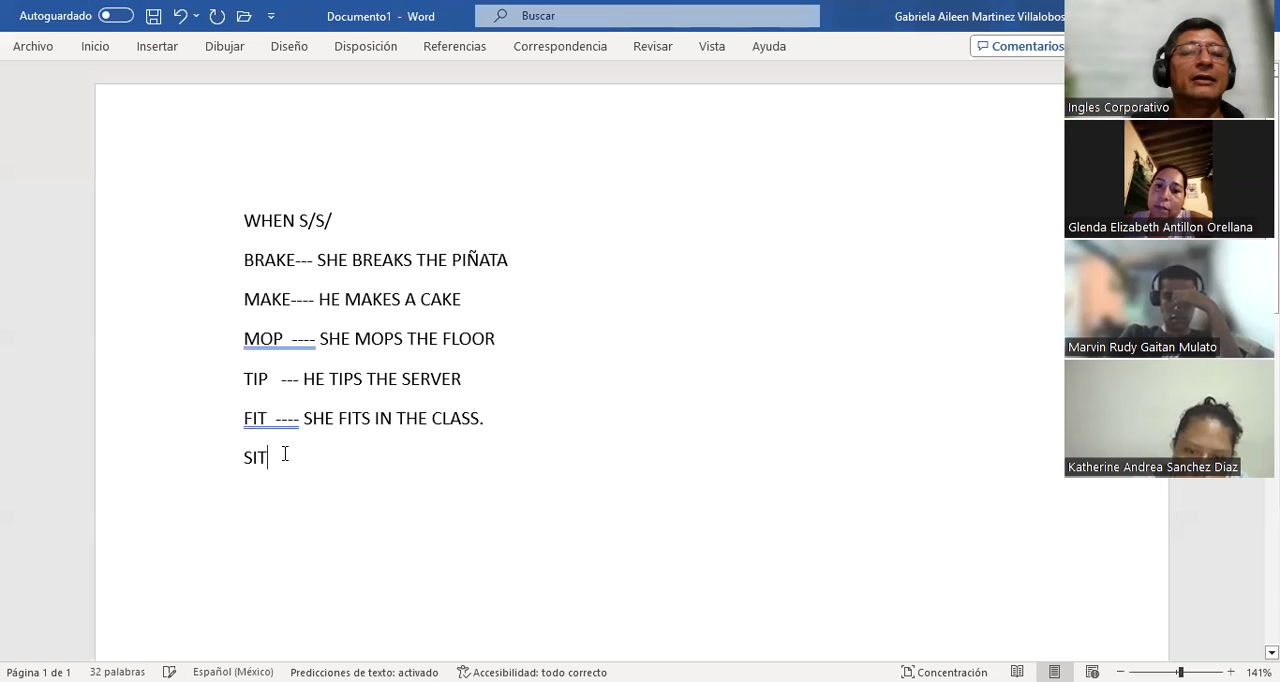 Autoguardado
Documento1 - Word
Buscar
Gabriela Aileen Martinez Villalobos
Archivo Inicio Insertar Dibujar Diseño Disposición Referencias Correspondencia Revisar Vista Ayuda
Comentarios
Ingles Corporativo
Glenda Elizabeth Antillon Orellana
Marvin Rudy Gaitan Mulato
Katherine Andrea Sanchez Diaz
WHEN S/S/
BRAKE--- SHE BREAKS THE PIÑATA
MAKE---- HE MAKES A CAKE
MOP ---- SHE MOPS THE FLOOR
TIP --- HE TIPS THE SERVER
FIT ---- SHE FITS IN THE CLASS.
SIT
Página 1 de 1 32 palabras Español (México) Predicciones de texto: activado Accesibilidad: todo correcto Concentración 141%